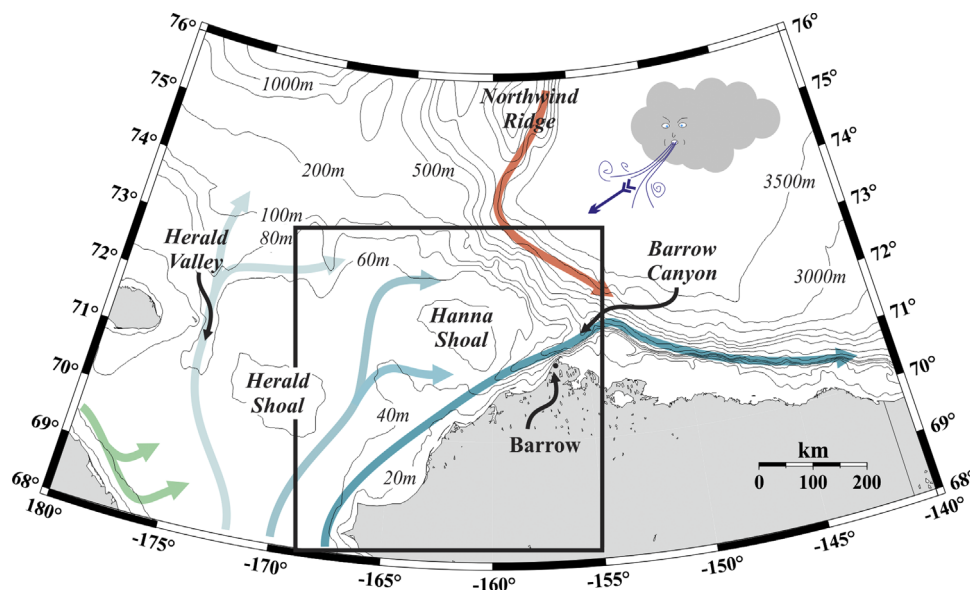 76°
76°
75°
75°
74°
74°
73°
73°
72°
72°
71°
71°
70°
70°
69°
69°
68°
68°
180°
-175°
-170°
-165°
-160°
-155°
-150°
-145°
-140°
1000m
Northwind
Ridge
200m
500m
3500m
100m
80m
60m
3000m
Herald
Valley
Barrow
Canyon
Hanna
Shoal
Herald
Shoal
40m
20m
Barrow
km
0 100 200